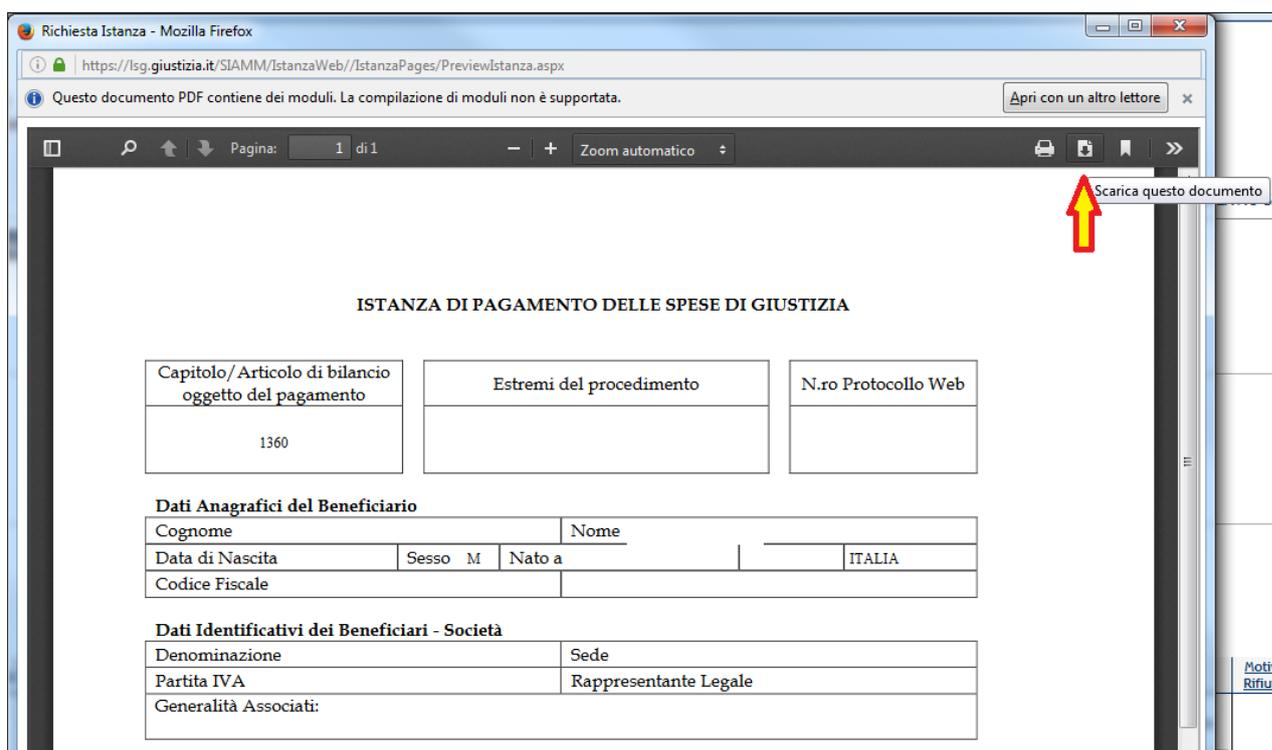 Richiesta Istanza - Mozilla Firefox
https://lsg.giustizia.it/SIAMM/IstanzaWeb//IstanzaPages/PreviewIstanza.aspx
Questo documento PDF contiene dei moduli. La compilazione di moduli non è supportata.
Apri con un altro lettore
Pagina: 1 di 1
Zoom automatico
Scarica questo documento
ISTANZA DI PAGAMENTO DELLE SPESE DI GIUSTIZIA
Capitolo/Articolo di bilancio
oggetto del pagamento
Estremi del procedimento
N.ro Protocollo Web
1360
Dati Anagrafici del Beneficiario
Cognome Nome
Data di Nascita Sesso M Nato a ITALIA
Codice Fiscale
Dati Identificativi dei Beneficiari - Società
Denominazione Sede
Partita IVA Rappresentante Legale
Generalità Associati:
Moti
Rifiu